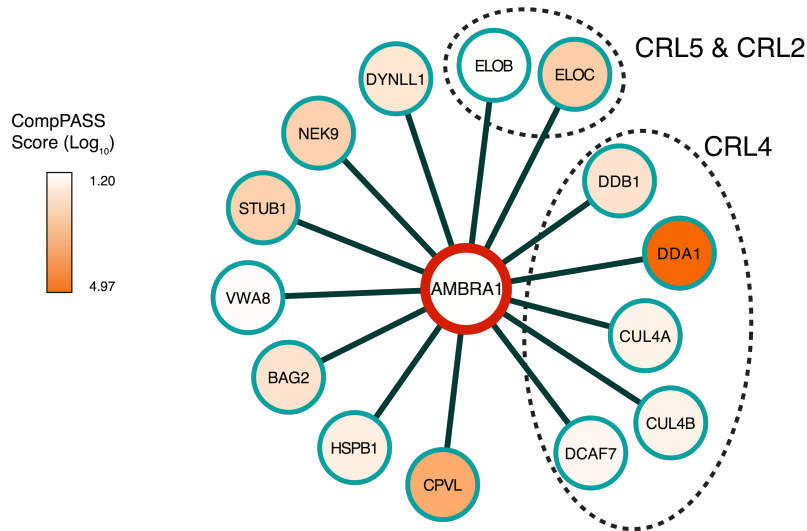 CRL5 & CRL2
ELOB
ELOC
DYNLL1
CompPASS
Score (Log10)
NEK9
CRL4
1.20
DDB1
STUB1
DDA1
4.97
AMBRA1
VWA8
CUL4A
BAG2
CUL4B
HSPB1
DCAF7
CPVL